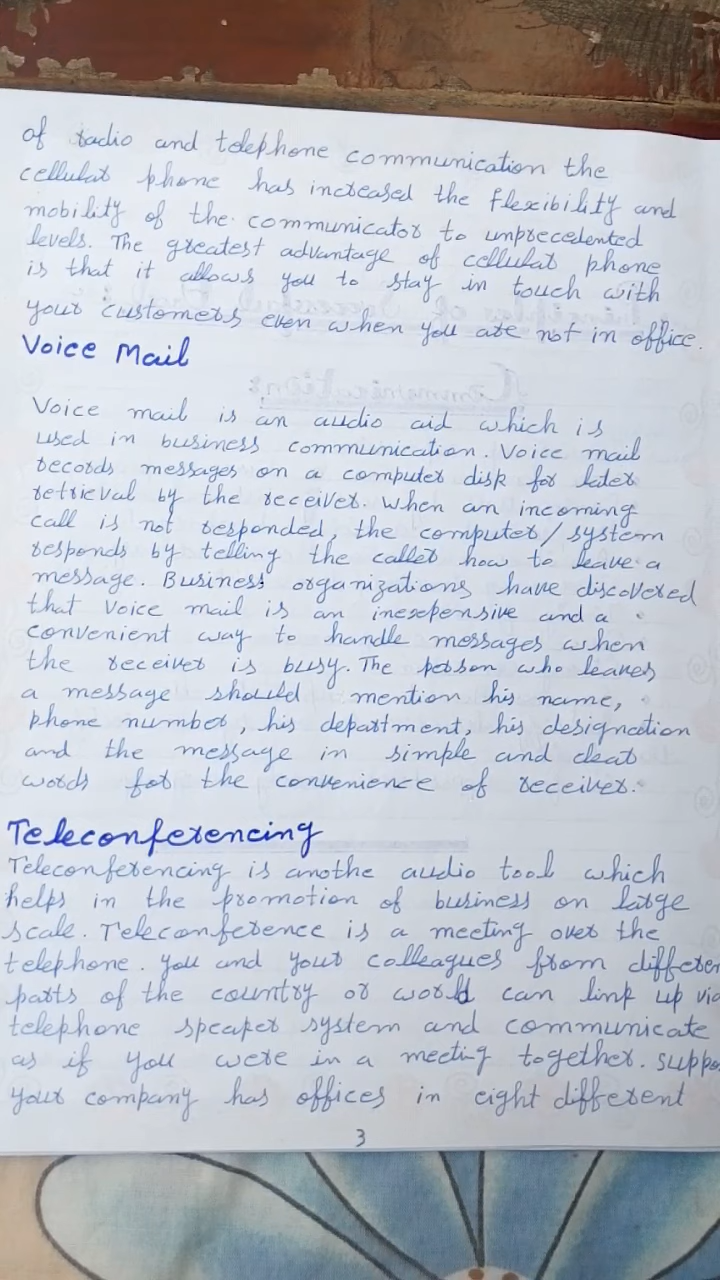 of radio and telephone communication the
cellular phone has increased the flexibility and
mobility of the communicator to unprecedented
levels. The greatest advantage of cellular phone
is that it allows you to stay in touch with
your customers even when you are not in office.
Voice Mail
Voice mail is an audio aid which is
used in business communication. Voice mail
records messages on a computer disk for later
retrieval by the receiver. When an incoming
call is not responded, the computer/system
responds by telling the caller how to leave a
message. Business organizations have discovered
that voice mail is an inexepensive and a
convenient way to handle messages when
the receiver is busy. The person who leaves
a message should mention his name,
phone number, his department, his designation
and the message in simple and clear
words for the convenience of receiver.
Teleconferencing
Teleconferencing is anothe audio tool which
helps in the promotion of business on large
scale. Teleconference is a meeting over the
telephone. you and your colleagues from differen
parts of the country or world can link up via
telephone speaper system and communicate
as if you were in a meeting together. suppo
your company has offices in eight different
3